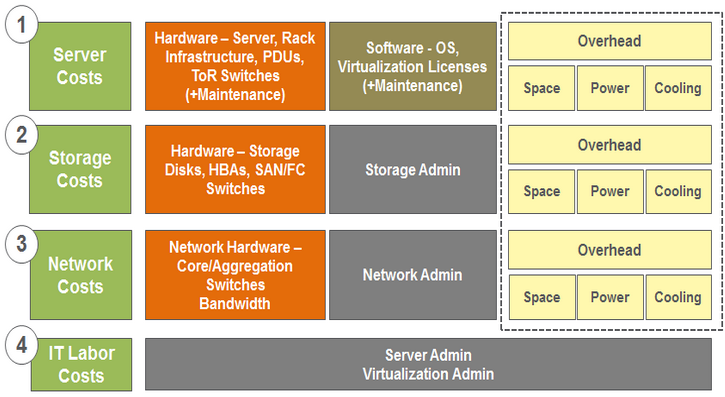 1
Server
Costs
Hardware – Server, Rack
Infrastructure, PDUs,
ToR Switches
(+Maintenance)
Software - OS,
Virtualization Licenses
(+Maintenance)
Overhead
Space Power Cooling
2
Storage
Costs
Hardware – Storage
Disks, HBAs, SAN/FC
Switches
Storage Admin
Overhead
Space Power Cooling
3
Network
Costs
Network Hardware –
Core/Aggregation
Switches
Bandwidth
Network Admin
Overhead
Space Power Cooling
4
IT Labor
Costs
Server Admin
Virtualization Admin